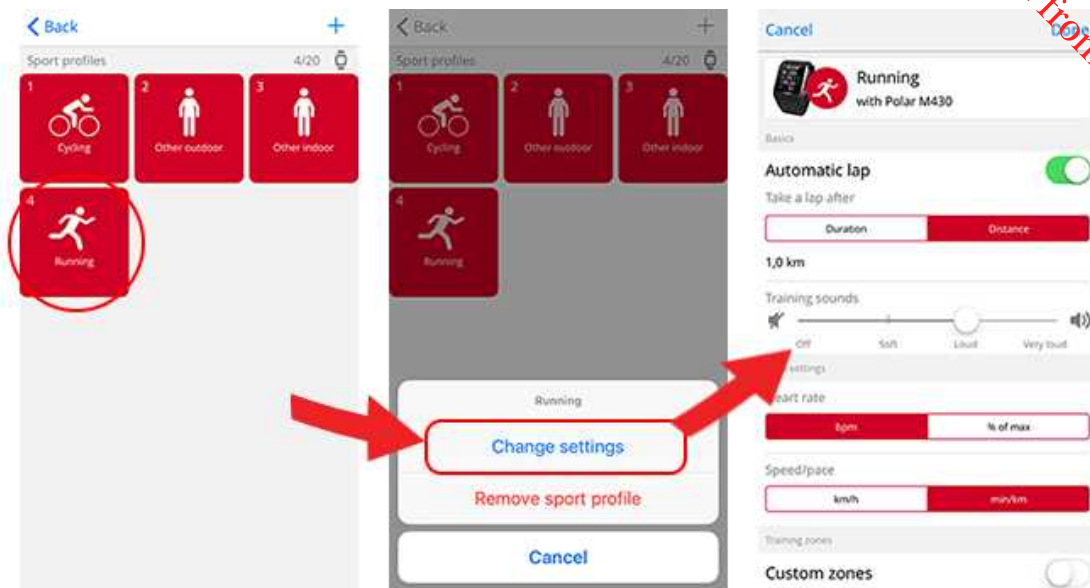 Back
+
Sport profiles 4/20
1
Cycling
2
Other outdoor
3
Other indoor
4
Running
Back
+
Sport profiles 4/20
1
Cycling
2
Other outdoor
3
Other indoor
4
Running
Running
Change settings
Remove sport profile
Cancel
Cancel Done
Running
with Polar M430
Basics
Automatic lap
Take a lap after
Duration Distance
1,0 km
Training sounds
Off Soft Loud Very loud
settings
Heart rate
bpm % of max
Speed/pace
km/h min/km
Training zones
Custom zones